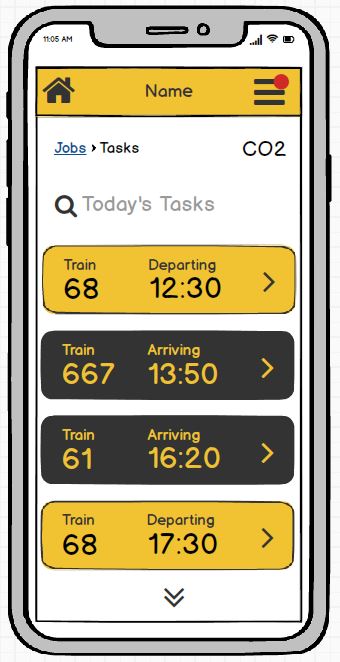 11:05 AM
Name
Jobs › Tasks CO2
Today's Tasks
Train Departing
68 12:30
Train Arriving
667 13:50
Train Arriving
61 16:20
Train Departing
68 17:30